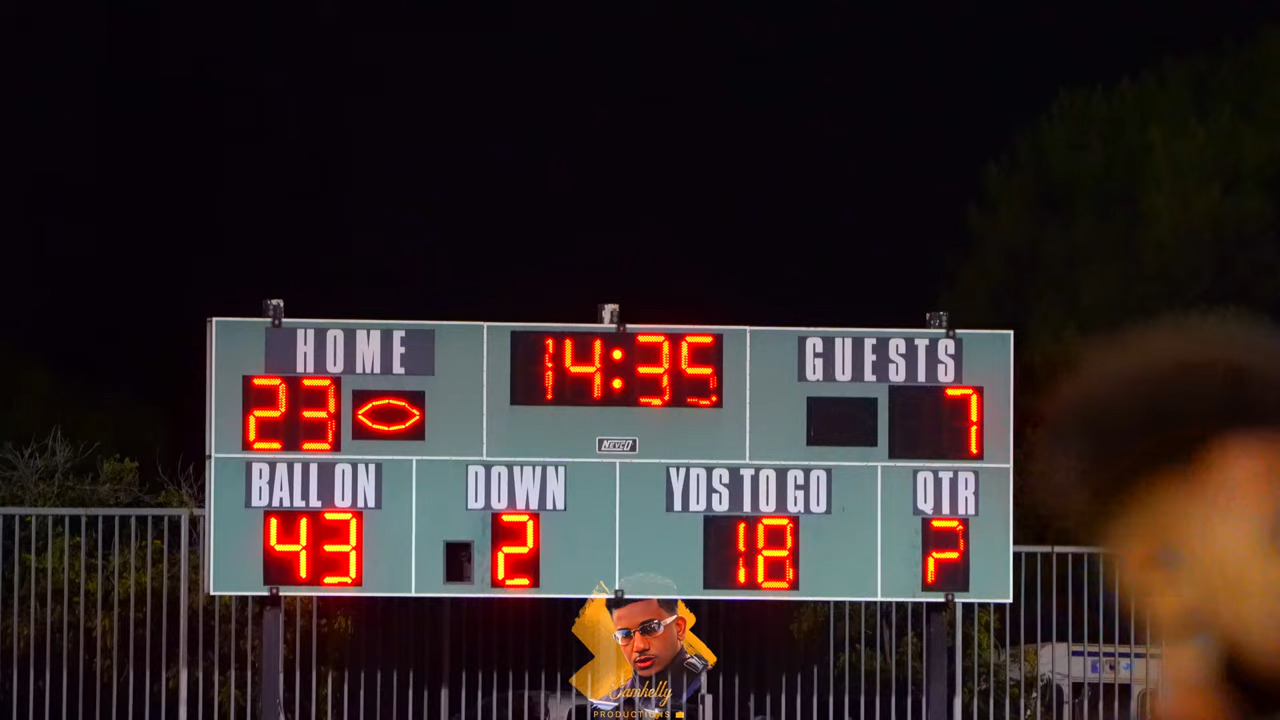 HOME 14:35 GUESTS
23 7
NEVCO
BALL ON DOWN YDS TO GO QTR
43 2 18
Samkelly
PRODUCTIONS